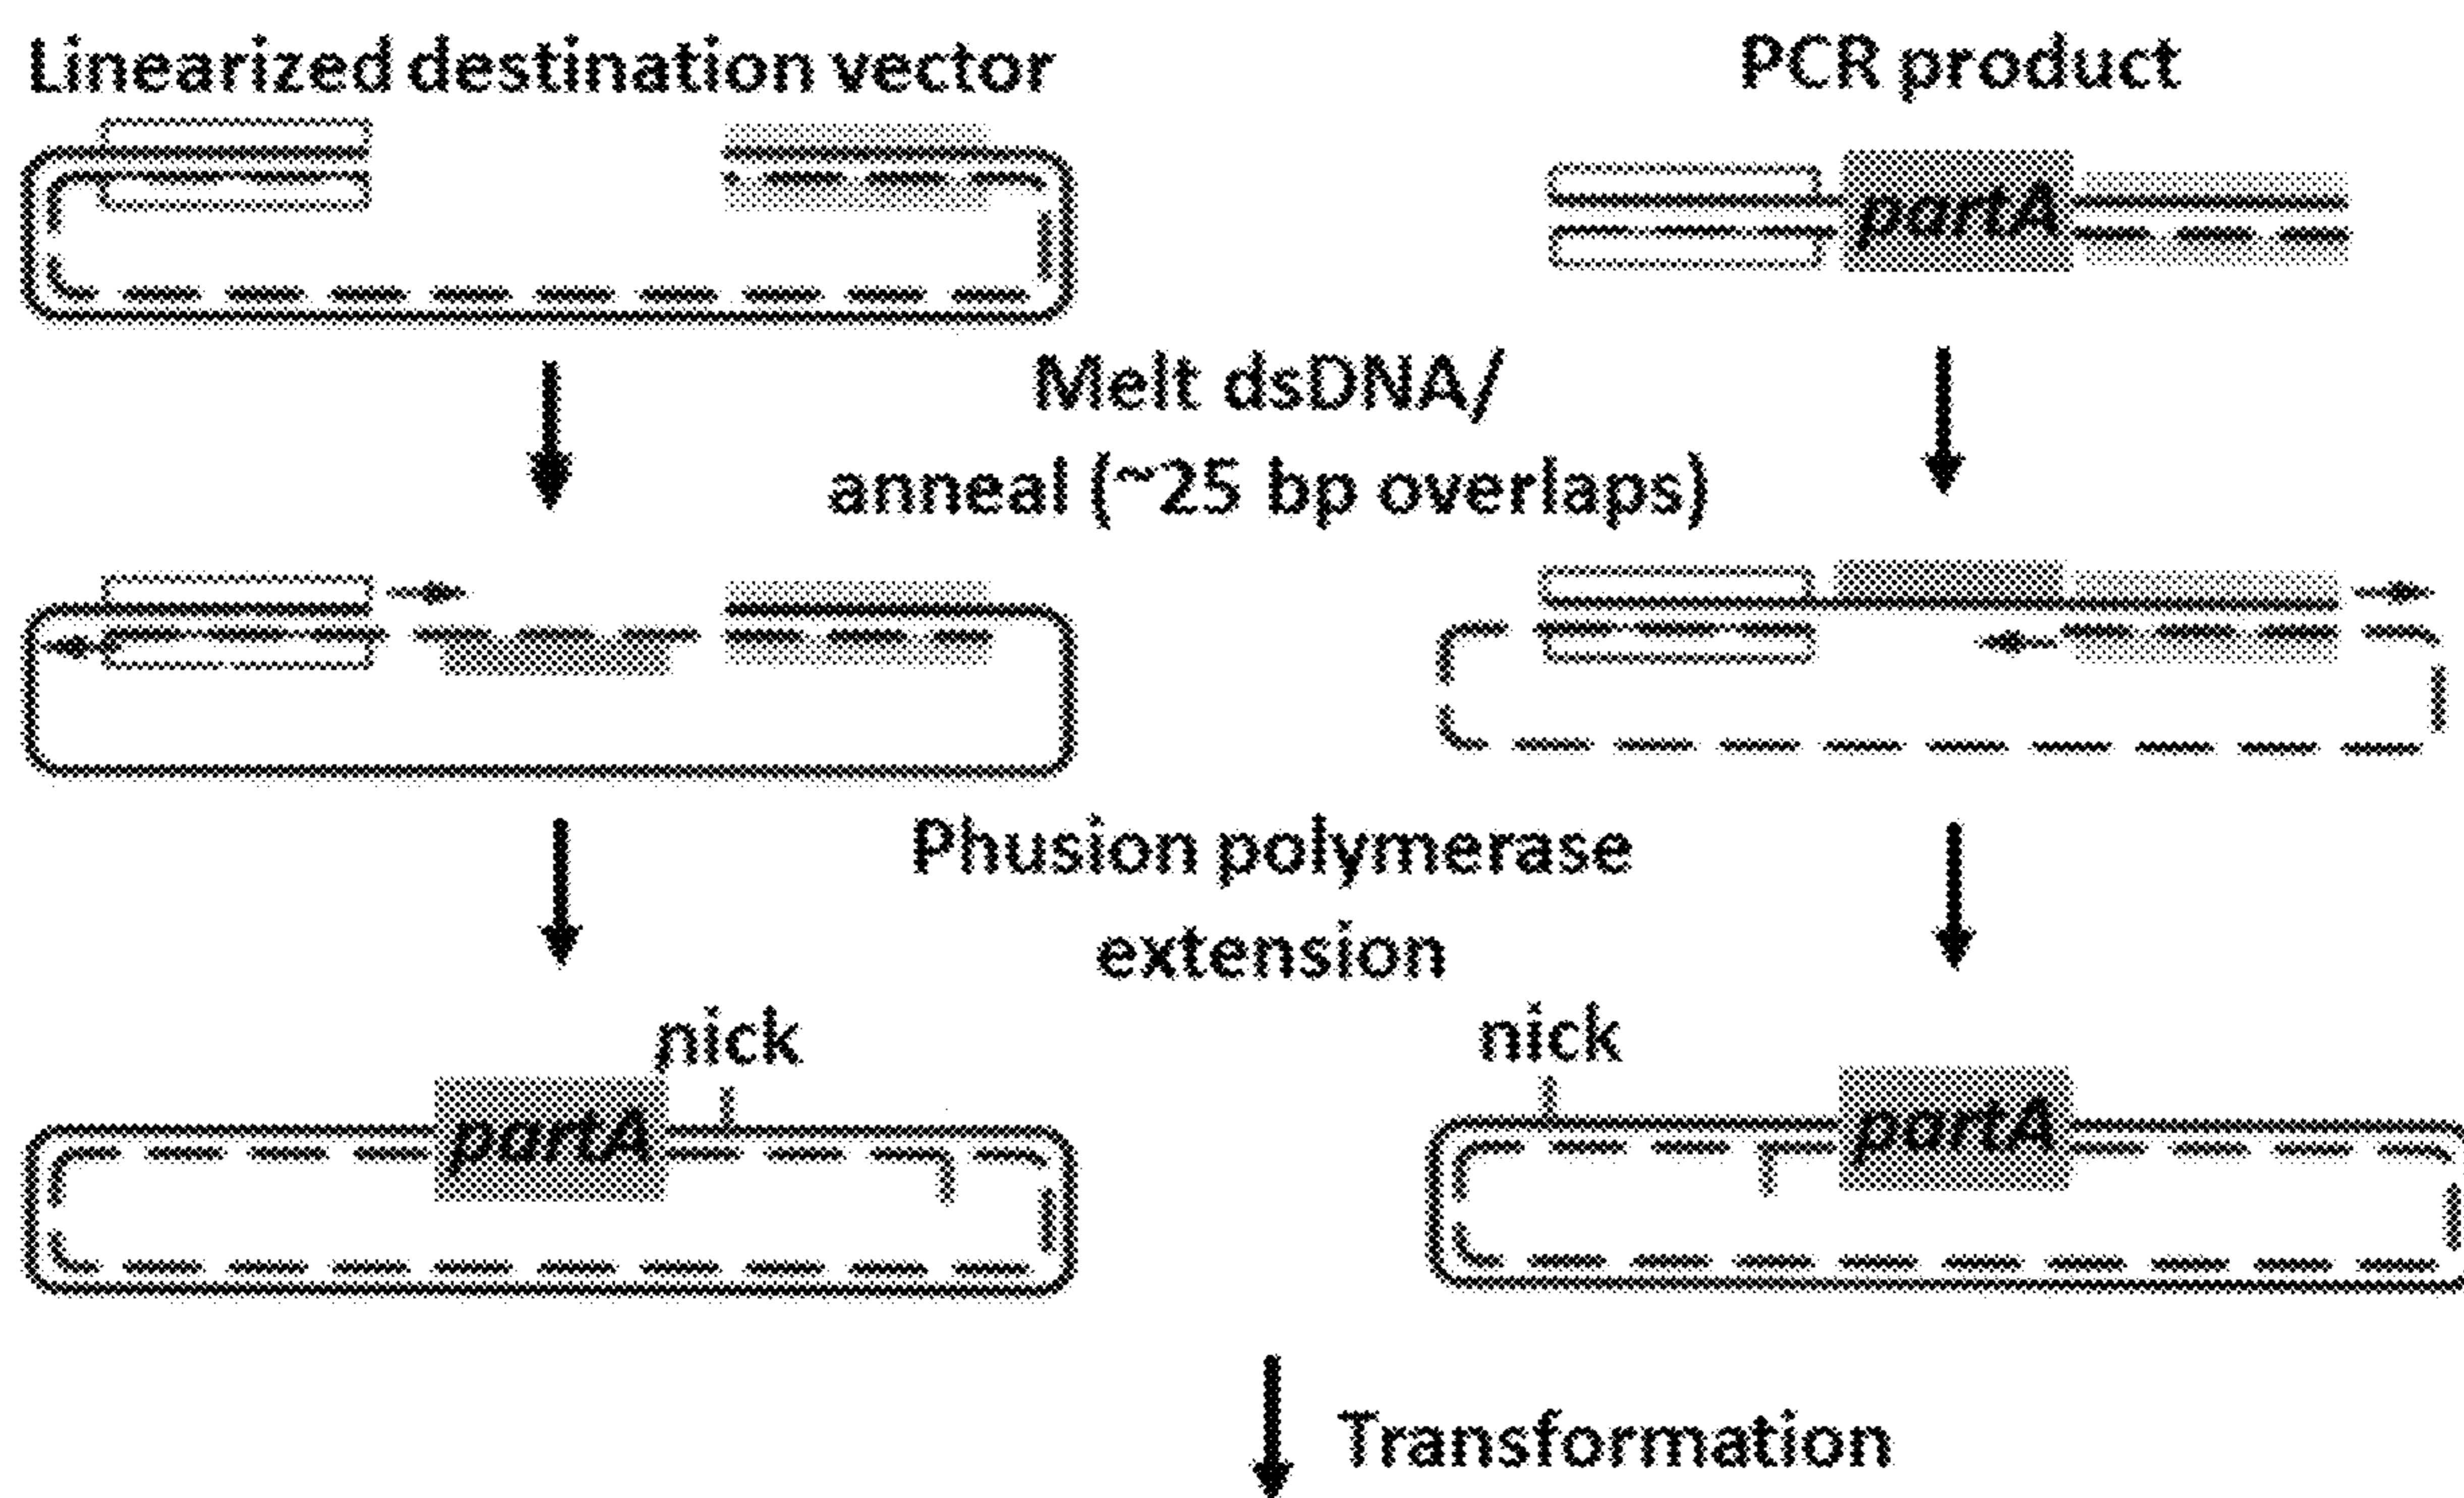 Linearized destination vector
PCR product
partA
Melt dsDNA/
anneal (~25 bp overlaps)
Phusion polymerase
extension
nick
nick
partA
partA
Transformation